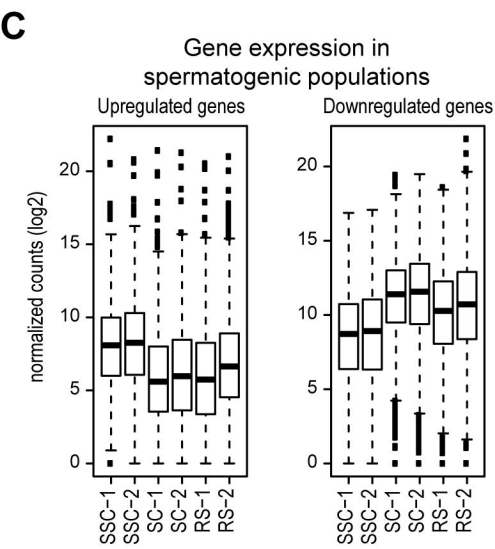 C
Gene expression in
spermatogenic populations
Upregulated genes
Downregulated genes
normalized counts (log2)
20
15
10
5
0
SSC-1
SSC-2
SC-1
SC-2
RS-1
RS-2
20
15
10
5
0
SSC-1
SSC-2
SC-1
SC-2
RS-1
RS-2